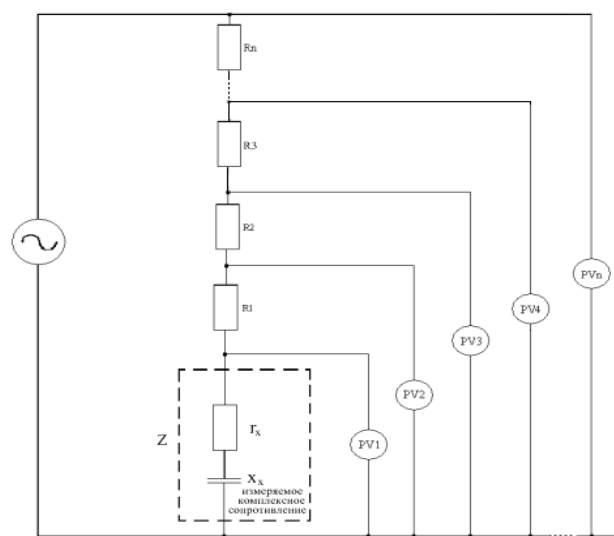 Rn
R3
R2
PVn
R1
PV4
PV3
PV2
Z
rx
PV1
xx
измеряемое
комплексное
сопротивление